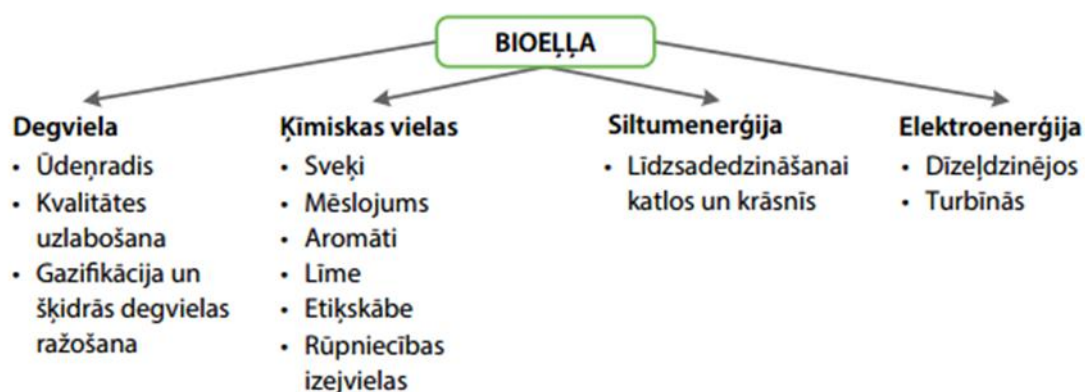 BIOEĻĻA
Degviela
• Ūdeņradis
• Kvalitātes
uzlabošana
• Gazifikācija un
šķidrās degvielas
ražošana
Ķīmiskas vielas
• Sveķi
• Mēslojums
• Aromāti
• Līme
• Etiķskābe
• Rūpniecības
izejvielas
Siltumenerģija
• Līdzsadedzināšanai
katlos un krāsnīs
Elektroenerģija
• Dīzeļdzinējos
• Turbīnās